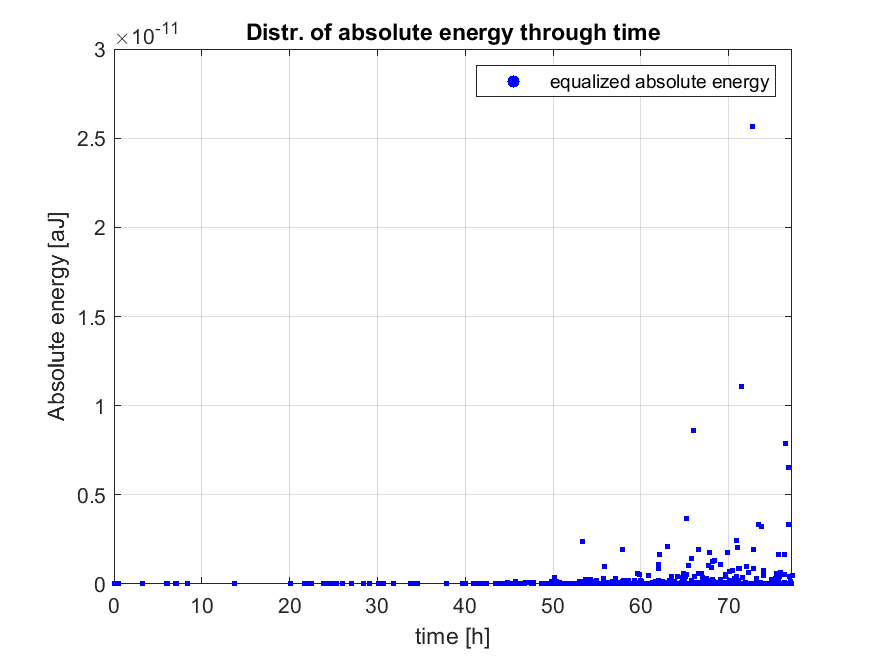 Distr. of absolute energy through time
×10-11
equalized absolute energy
3
2.5
2
1.5
1
0.5
0
Absolute energy [aJ]
0 10 20 30 40 50 60 70
time [h]